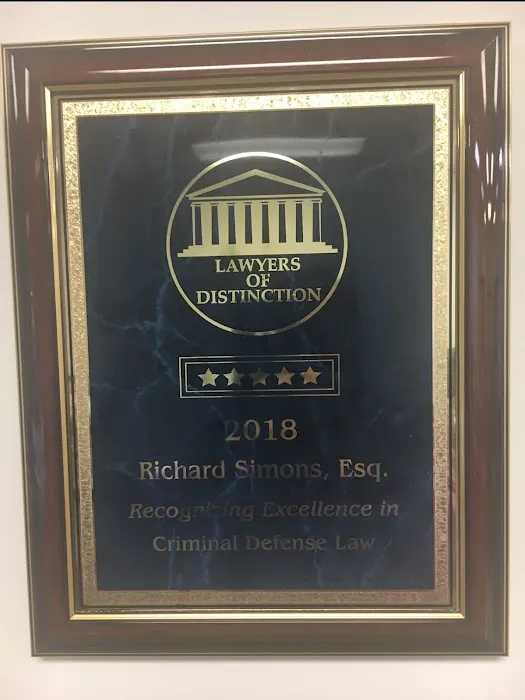 LAWYERS
OF
DISTINCTION
2018
Richard Simons, Esq.
Recognizing Excellence in
Criminal Defense Law